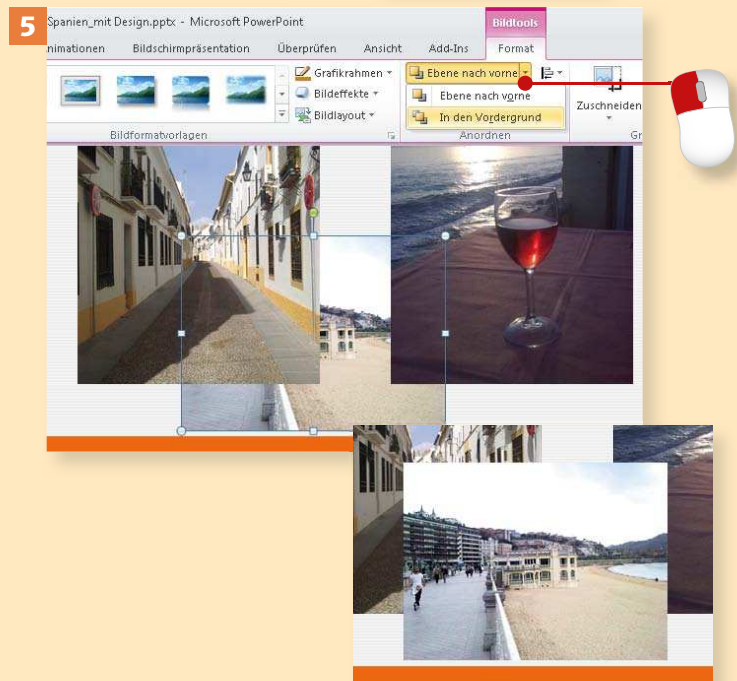 5
Spanien_mit Design.pptx - Microsoft PowerPoint
Bildtools
nimationen Bildschirmpräsentation Überprüfen Ansicht Add-Ins Format
Grafikrahmen
Bildeffekte
Bildlayout
Ebene nach vorne
Ebene nach vorne
In den Vordergrund
Zuschneiden
Bildformatvorlagen
Anordnen
Gr